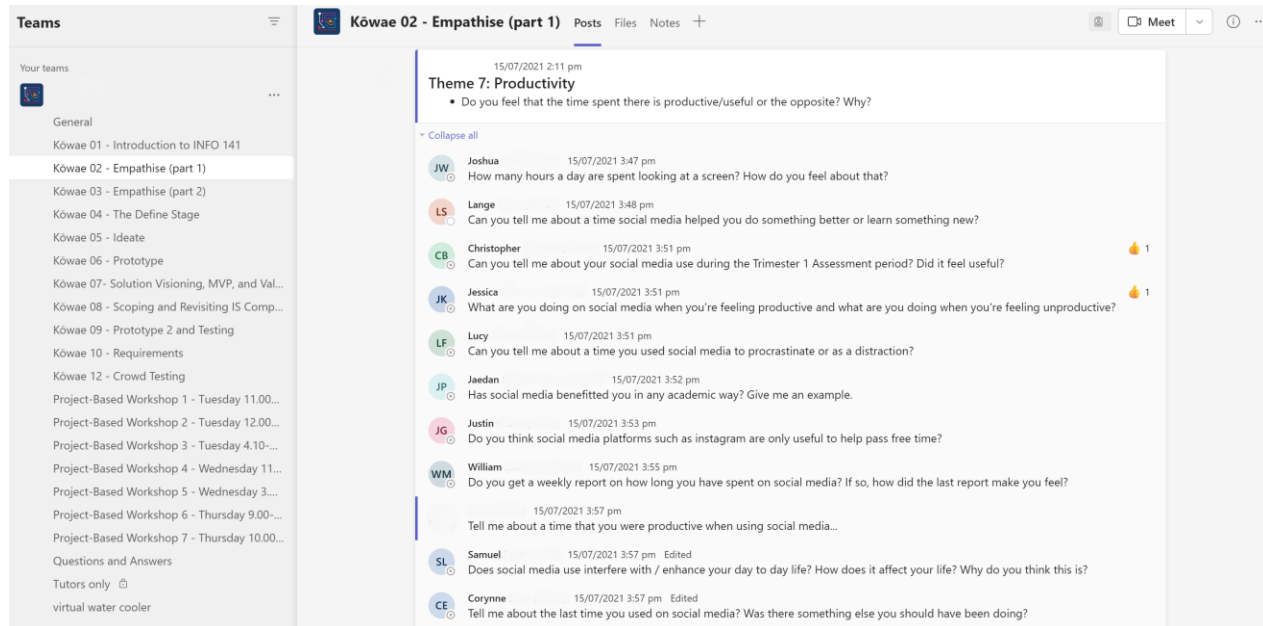 Teams
Your teams
General
Kōwae 01 - Introduction to INFO 141
Kōwae 02 - Empathise (part 1)
Kōwae 03 - Empathise (part 2)
Kōwae 04 - The Define Stage
Kōwae 05 - Ideate
Kōwae 06 - Prototype
Kōwae 07- Solution Visioning, MVP, and Val...
Kōwae 08 - Scoping and Revisiting IS Comp...
Kōwae 09 - Prototype 2 and Testing
Kōwae 10 - Requirements
Kōwae 12 - Crowd Testing
Project-Based Workshop 1 - Tuesday 11.00...
Project-Based Workshop 2 - Tuesday 12.00...
Project-Based Workshop 3 - Tuesday 4.10-...
Project-Based Workshop 4 - Wednesday 11...
Project-Based Workshop 5 - Wednesday 3....
Project-Based Workshop 6 - Thursday 9.00-...
Project-Based Workshop 7 - Thursday 10.00...
Questions and Answers
Tutors only
virtual water cooler
Kōwae 02 - Empathise (part 1) Posts Files Notes
Meet
15/07/2021 2:11 pm
Theme 7: Productivity
• Do you feel that the time spent there is productive/useful or the opposite? Why?
Collapse all
JW Joshua 15/07/2021 3:47 pm
How many hours a day are spent looking at a screen? How do you feel about that?
LS Lange 15/07/2021 3:48 pm
Can you tell me about a time social media helped you do something better or learn something new?
CB Christopher 15/07/2021 3:51 pm 👍 1
Can you tell me about your social media use during the Trimester 1 Assessment period? Did it feel useful?
JK Jessica 15/07/2021 3:51 pm 👍 1
What are you doing on social media when you're feeling productive and what are you doing when you're feeling unproductive?
LF Lucy 15/07/2021 3:51 pm
Can you tell me about a time you used social media to procrastinate or as a distraction?
JP Jaedan 15/07/2021 3:52 pm
Has social media benefitted you in any academic way? Give me an example.
JG Justin 15/07/2021 3:53 pm
Do you think social media platforms such as instagram are only useful to help pass free time?
WM William 15/07/2021 3:55 pm
Do you get a weekly report on how long you have spent on social media? If so, how did the last report make you feel?
15/07/2021 3:57 pm
Tell me about a time that you were productive when using social media...
SL Samuel 15/07/2021 3:57 pm Edited
Does social media use interfere with / enhance your day to day life? How does it affect your life? Why do you think this is?
CE Corynne 15/07/2021 3:57 pm Edited
Tell me about the last time you used on social media? Was there something else you should have been doing?